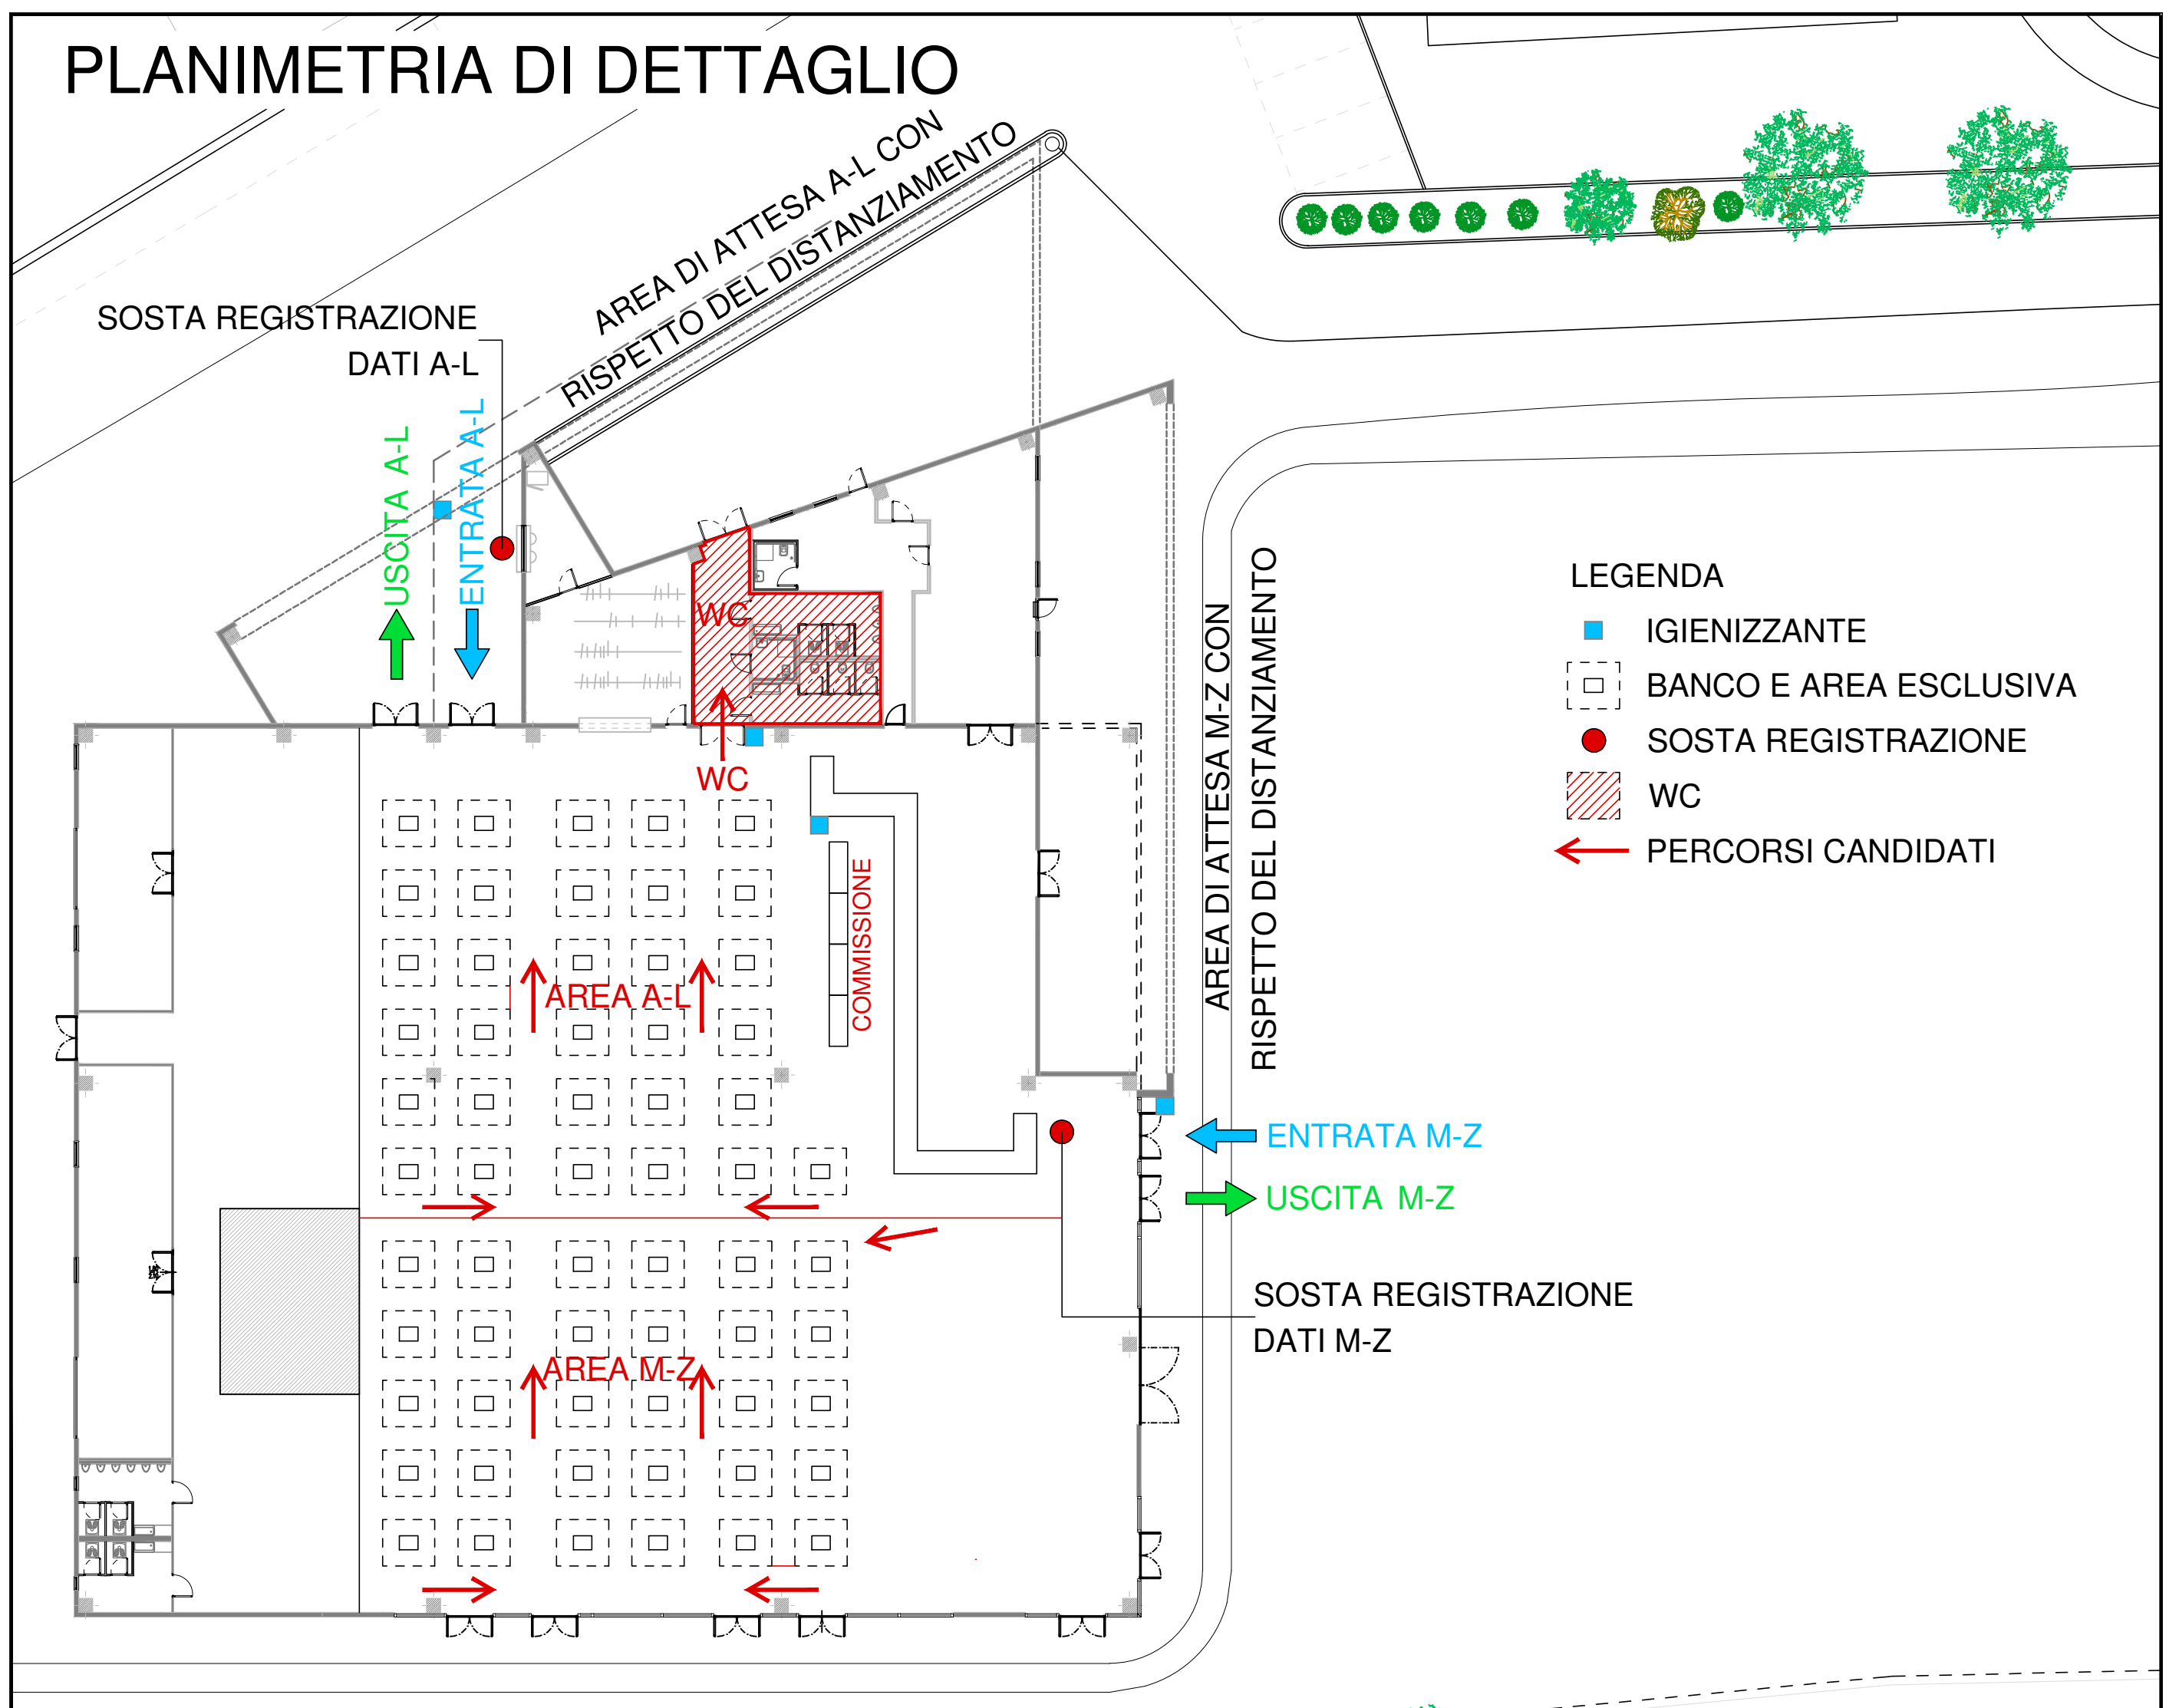 PLANIMETRIA DI DETTAGLIO
AREA DI ATTESA A-L CON
RISPETTO DEL DISTANZIAMENTO
SOSTA REGISTRAZIONE
DATI A-L
USCITA A-L
ENTRATA A-L
WC
WC
COMMISSIONE
AREA A-L
AREA DI ATTESA M-Z CON
RISPETTO DEL DISTANZIAMENTO
LEGENDA
IGIENIZZANTE
BANCO E AREA ESCLUSIVA
SOSTA REGISTRAZIONE
WC
PERCORSI CANDIDATI
ENTRATA M-Z
USCITA M-Z
SOSTA REGISTRAZIONE
DATI M-Z
AREA M-Z